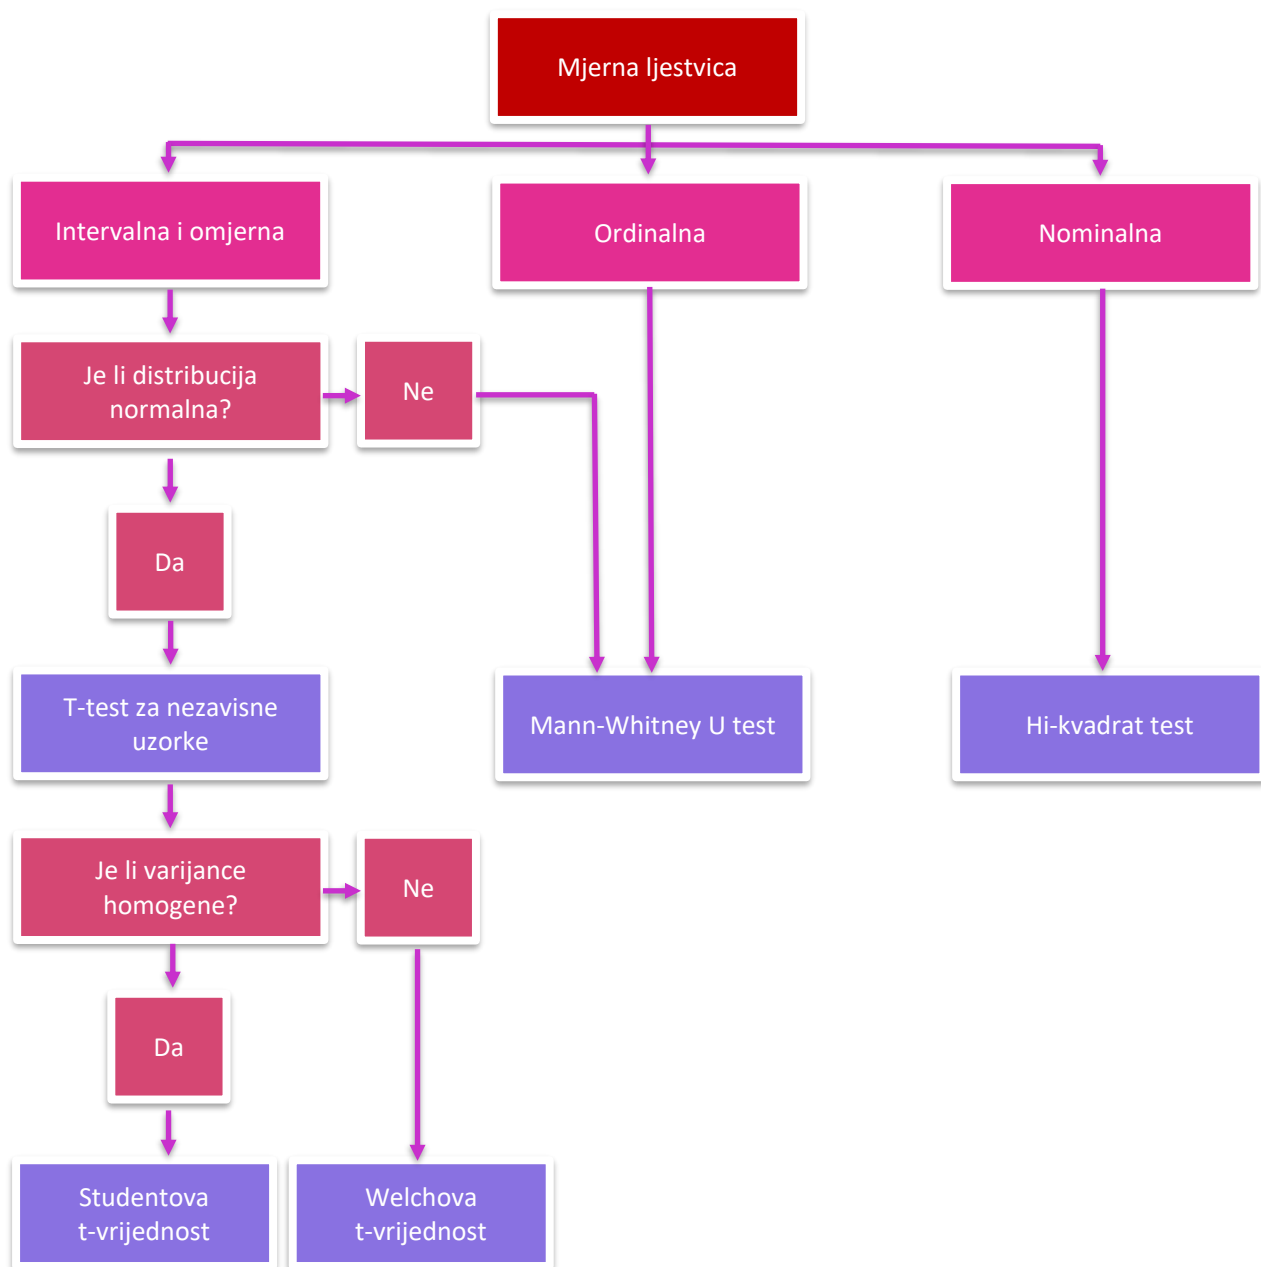 Mjerna ljestvica
Intervalna i omjerna
Ordinalna
Nominalna
Je li distribucija
normalna?
Ne
Da
T-test za nezavisne
uzorke
Mann-Whitney U test
Hi-kvadrat test
Je li varijance
homogene?
Ne
Da
Studentova
t-vrijednost
Welchova
t-vrijednost